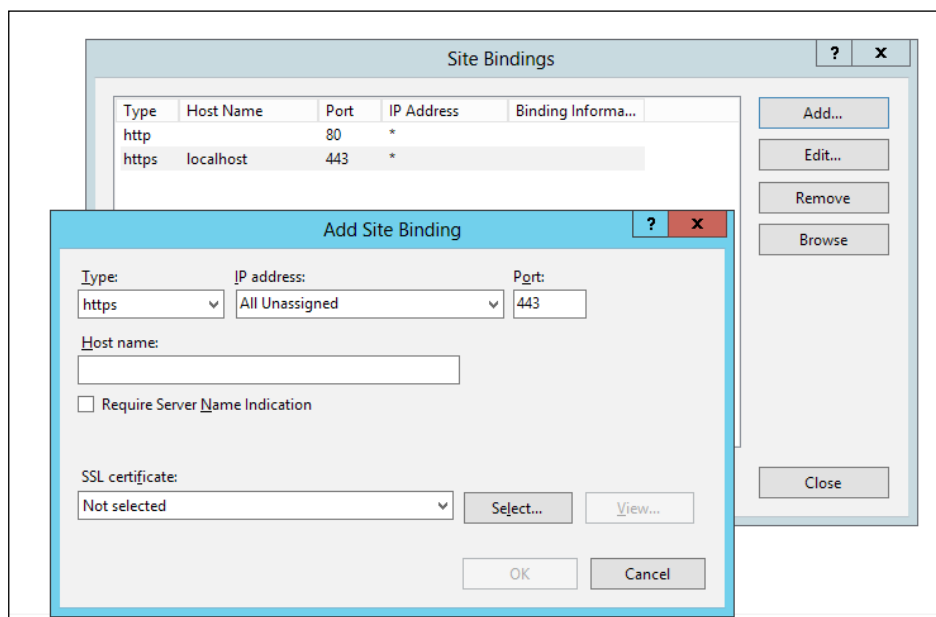 Site Bindings
? x
Type Host Name Port IP Address Binding Informa...
http 80 *
https localhost 443 *
Add...
Edit...
Remove
Browse
Close
Add Site Binding
? x
Type: IP address: Port:
https All Unassigned 443
Host name:
Require Server Name Indication
SSL certificate:
Not selected Select... View...
OK Cancel